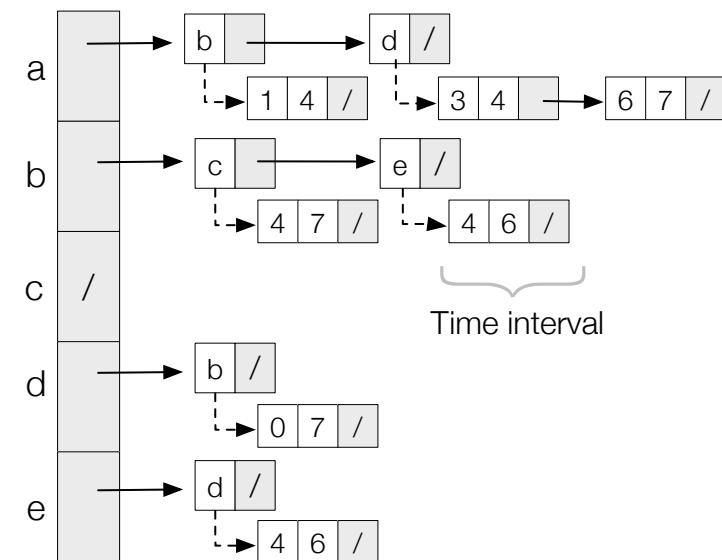 b d /
a
1 4 / 3 4 6 7 /
b c e /
4 7 / 4 6 /
c /
Time interval
b /
d
0 7 /
d /
e
4 6 /